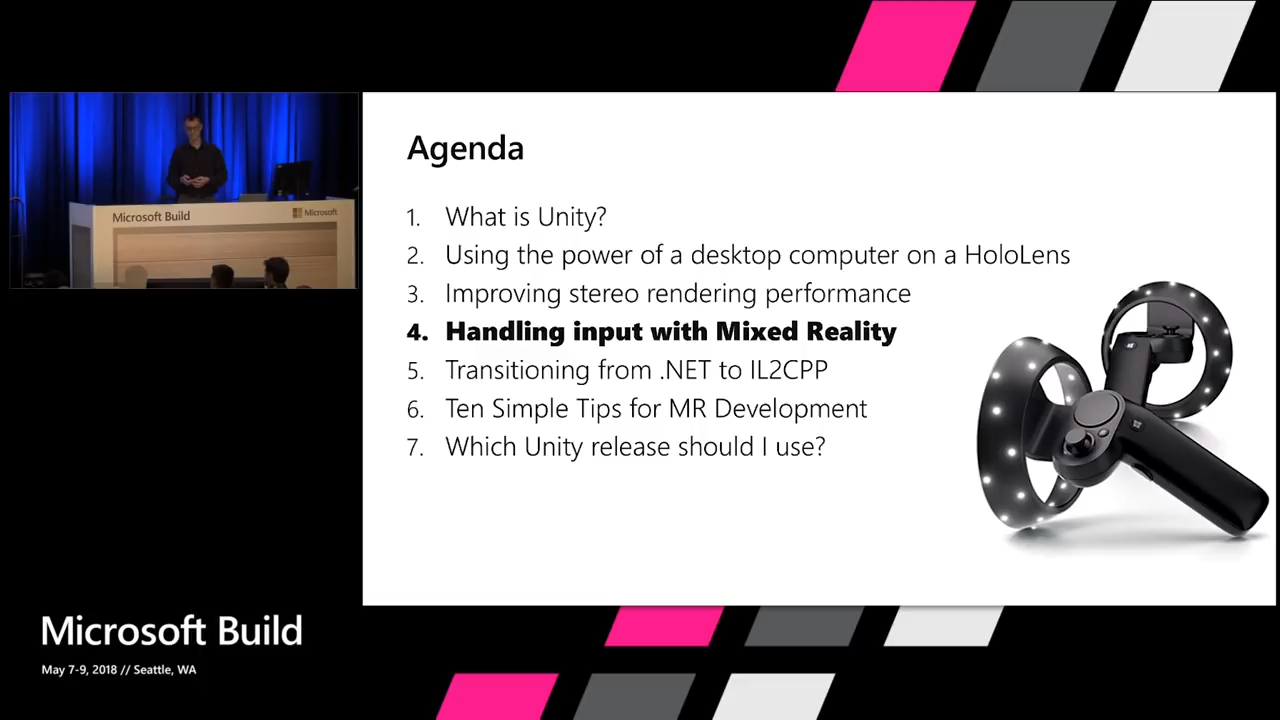 Microsoft Build
Microsoft
Agenda
1. What is Unity?
2. Using the power of a desktop computer on a HoloLens
3. Improving stereo rendering performance
4. Handling input with Mixed Reality
5. Transitioning from .NET to IL2CPP
6. Ten Simple Tips for MR Development
7. Which Unity release should I use?
Microsoft Build
May 7-9, 2018 // Seattle, WA